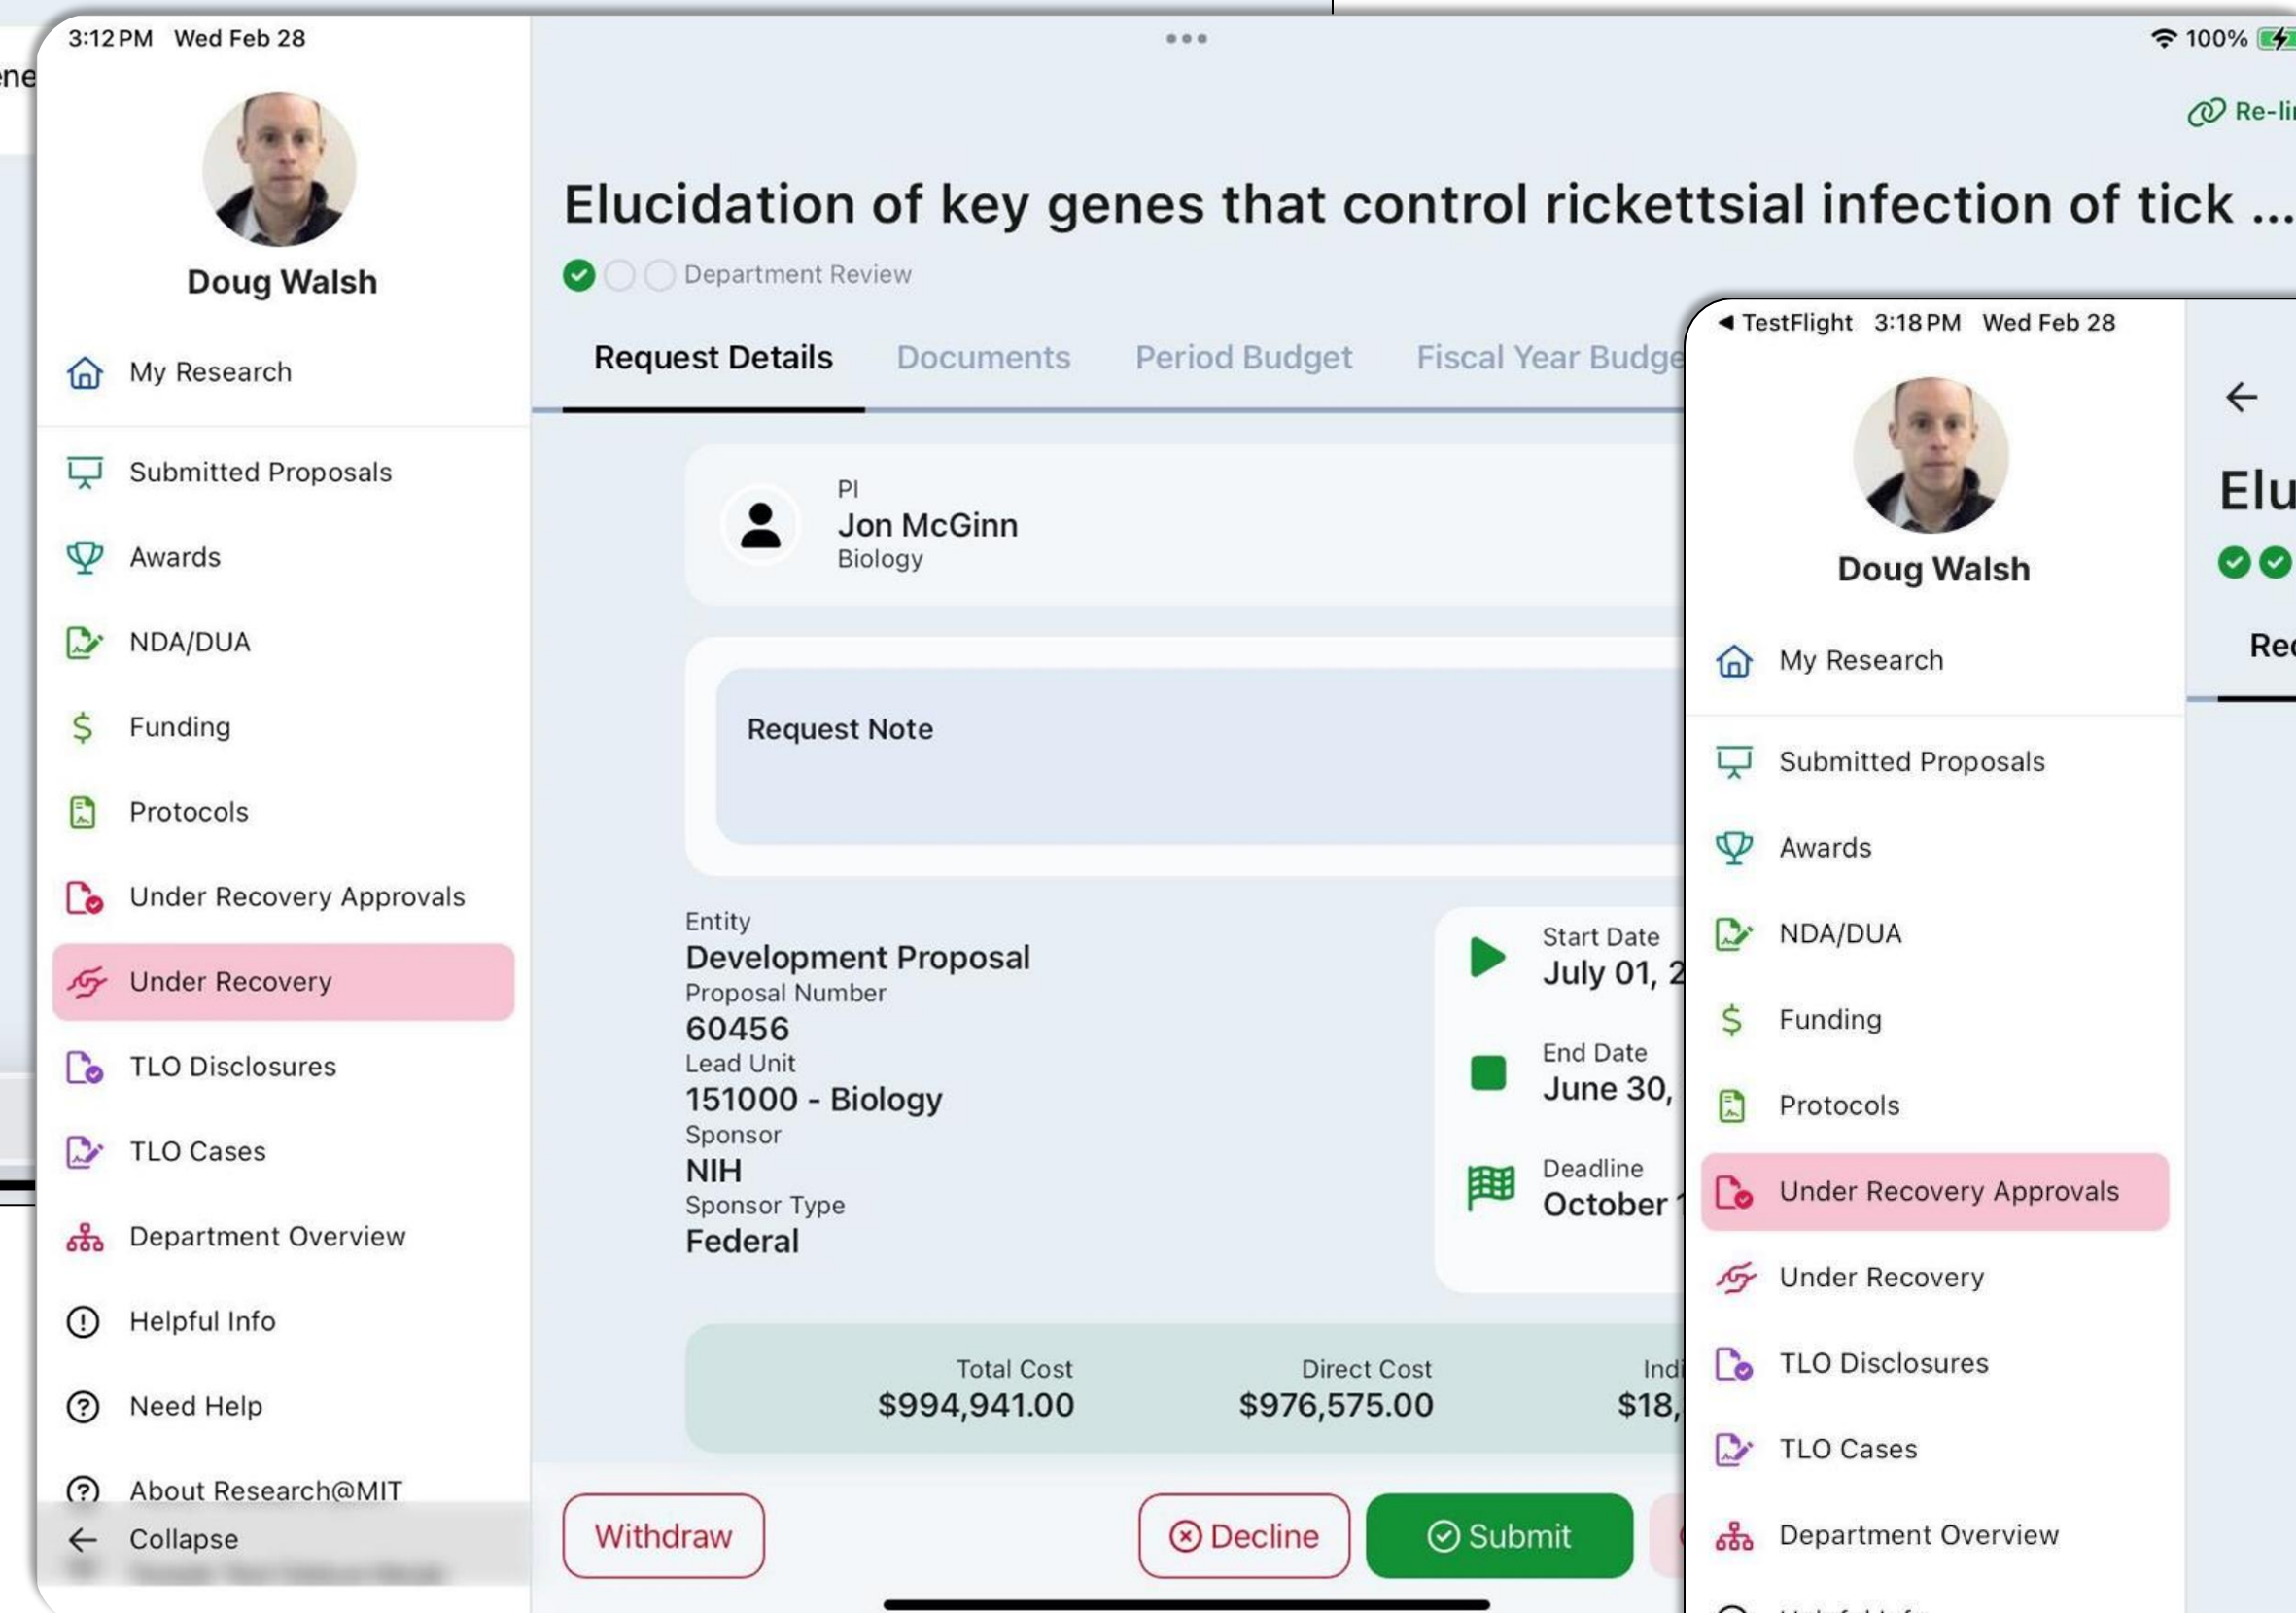 ene
3:12 PM Wed Feb 28
100%
Re-li
Doug Walsh
My Research
Submitted Proposals
Awards
NDA/DUA
Funding
Protocols
Under Recovery Approvals
Under Recovery
TLO Disclosures
TLO Cases
Department Overview
Helpful Info
Need Help
About Research@MIT
Collapse
Elucidation of key genes that control rickettsial infection of tick ...
Department Review
Request Details Documents Period Budget Fiscal Year Budge
PI
Jon McGinn
Biology
Request Note
Entity
Development Proposal
Proposal Number
60456
Lead Unit
151000 - Biology
Sponsor
NIH
Sponsor Type
Federal
Start Date
July 01, 2
End Date
June 30,
Deadline
October 1
Total Cost
$994,941.00
Direct Cost
$976,575.00
Indi
$18,
Withdraw
Decline
Submit
TestFlight 3:18 PM Wed Feb 28
Doug Walsh
My Research
Submitted Proposals
Awards
NDA/DUA
Funding
Protocols
Under Recovery Approvals
Under Recovery
TLO Disclosures
TLO Cases
Department Overview
Elu
Rec